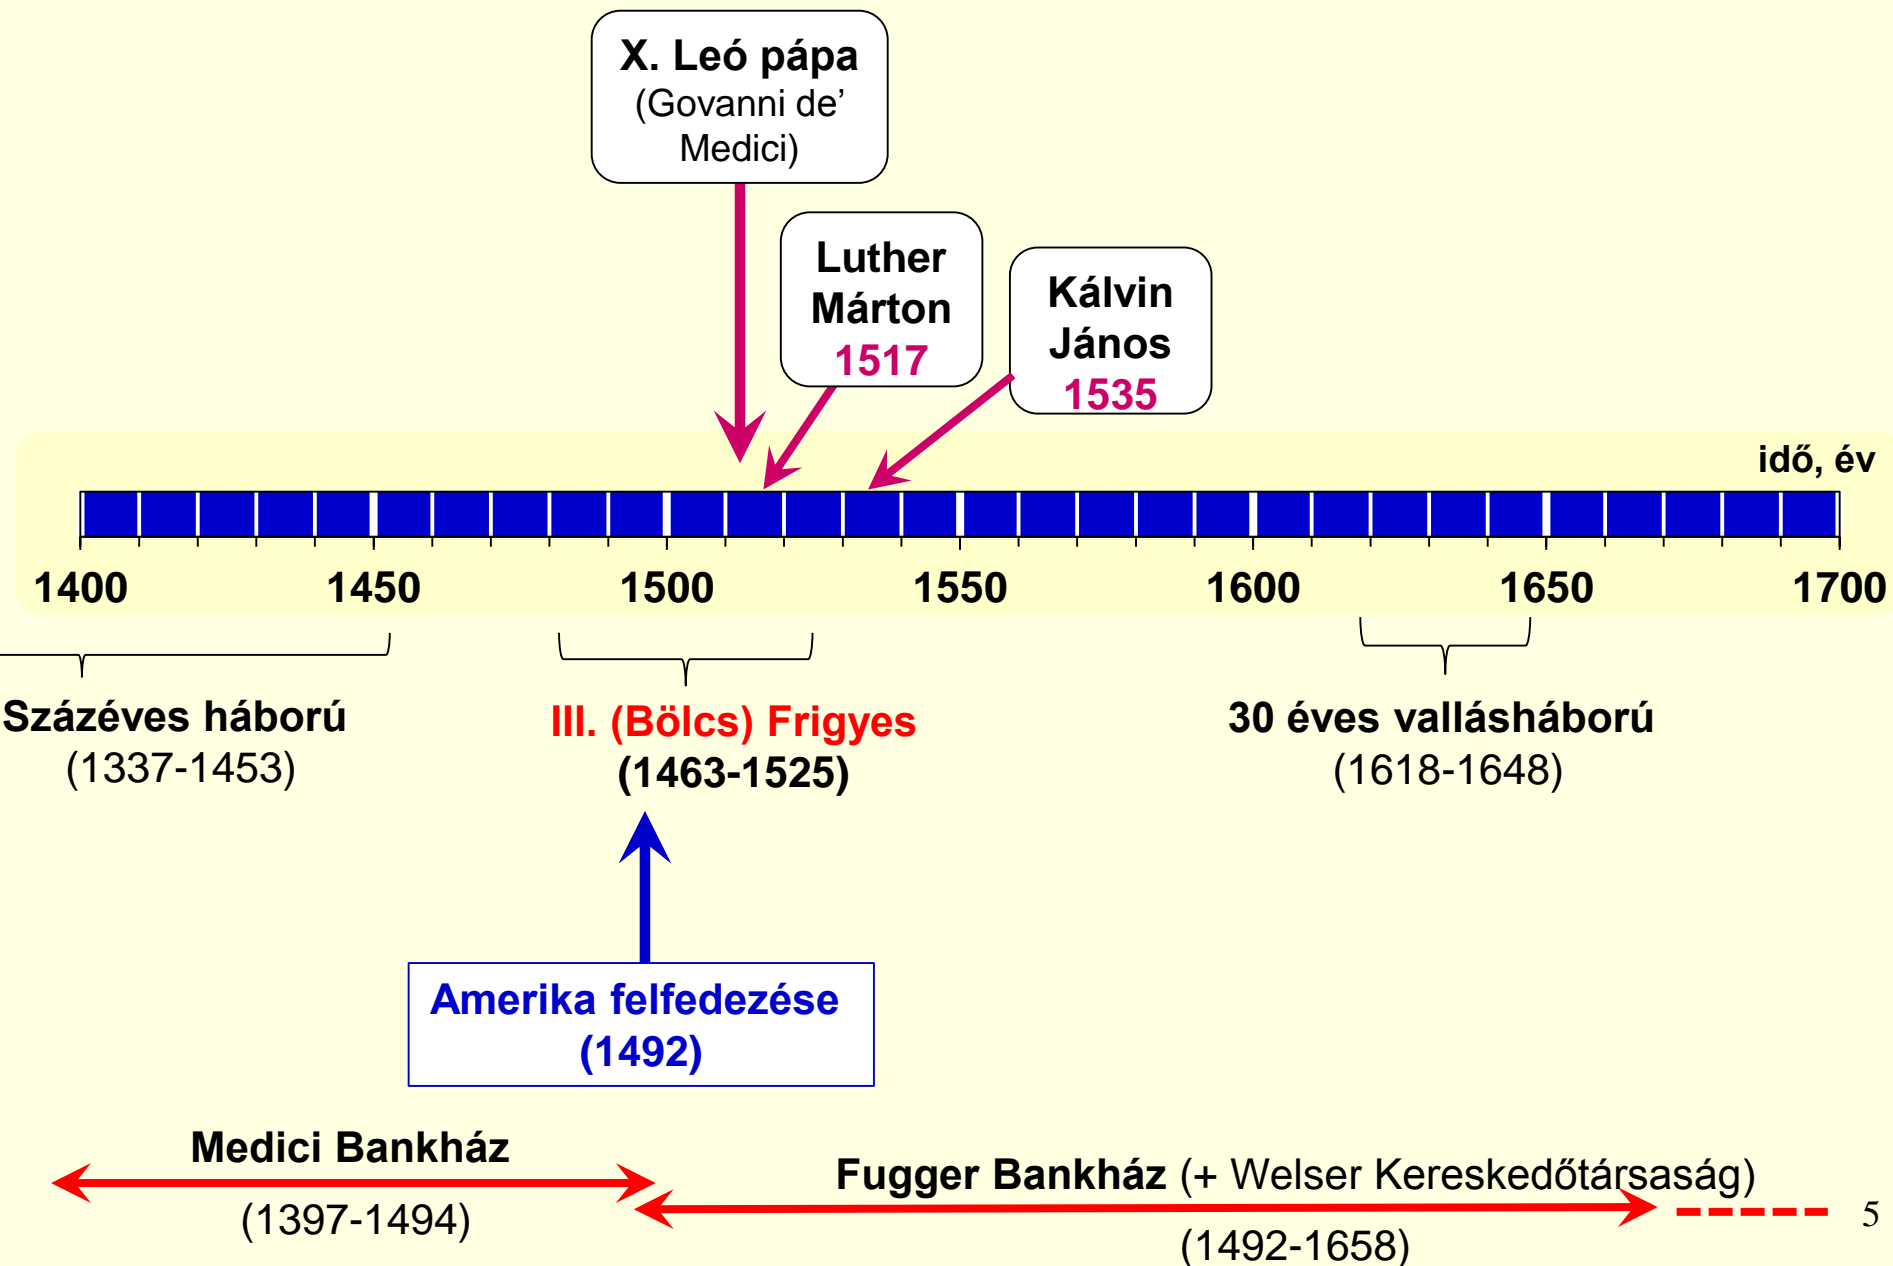 X. Leó pápa
(Govanni de’
Medici)
Luther
Márton
1517
Kálvin
János
1535
idő, év
1400 1450 1500 1550 1600 1650 1700
Százéves háború
(1337-1453)
III. (Bölcs) Frigyes
(1463-1525)
30 éves vallásháború
(1618-1648)
Amerika felfedezése
(1492)
Medici Bankház
(1397-1494)
Fugger Bankház (+ Welser Kereskedőtársaság)
(1492-1658)
5